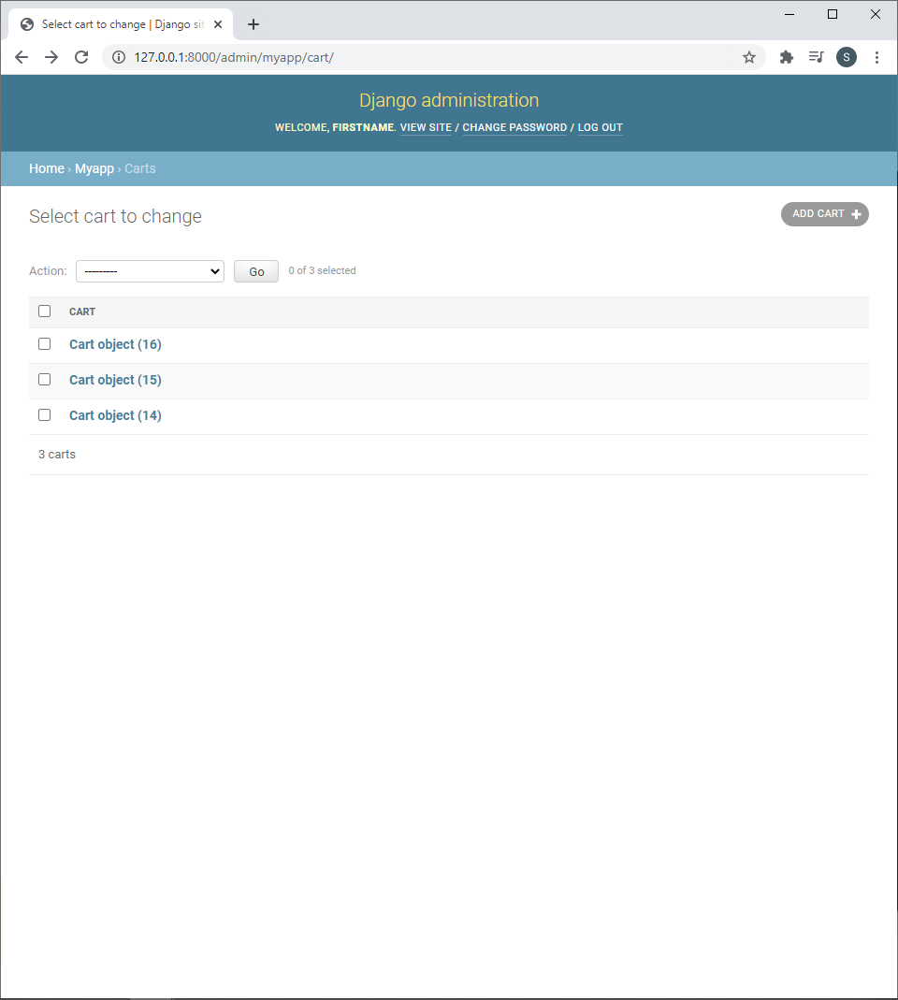 Select cart to change | Django sit
127.0.0.1:8000/admin/myapp/cart/
S
Django administration
WELCOME, FIRSTNAME. VIEW SITE / CHANGE PASSWORD / LOG OUT
Home › Myapp › Carts
Select cart to change
ADD CART
Action: --------- Go 0 of 3 selected
CART
Cart object (16)
Cart object (15)
Cart object (14)
3 carts